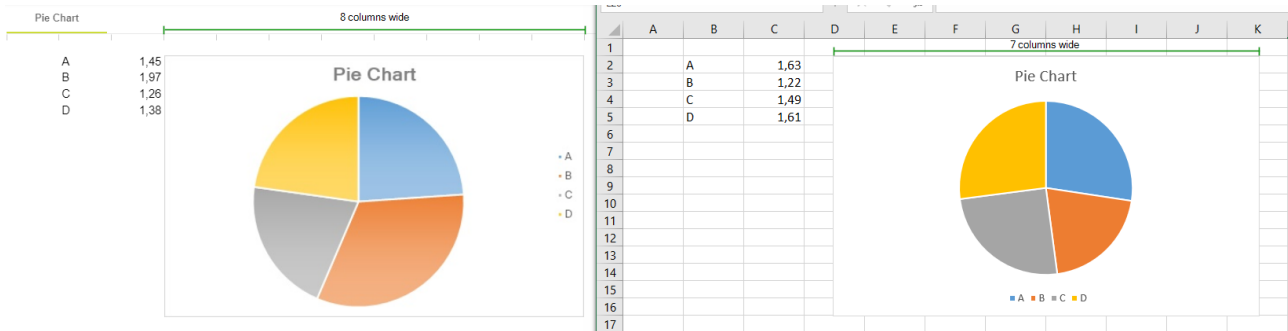 Pie Chart
8 columns wide
A 1,45
B 1,97
C 1,26
D 1,38
Pie Chart
A
B
C
D
A B C D E F G H I J K
1
7 columns wide
2 A 1,63
3 B 1,22
4 C 1,49
5 D 1,61
6
7
8
9
10
11
12
13
14
15
16
17
Pie Chart
A B C D